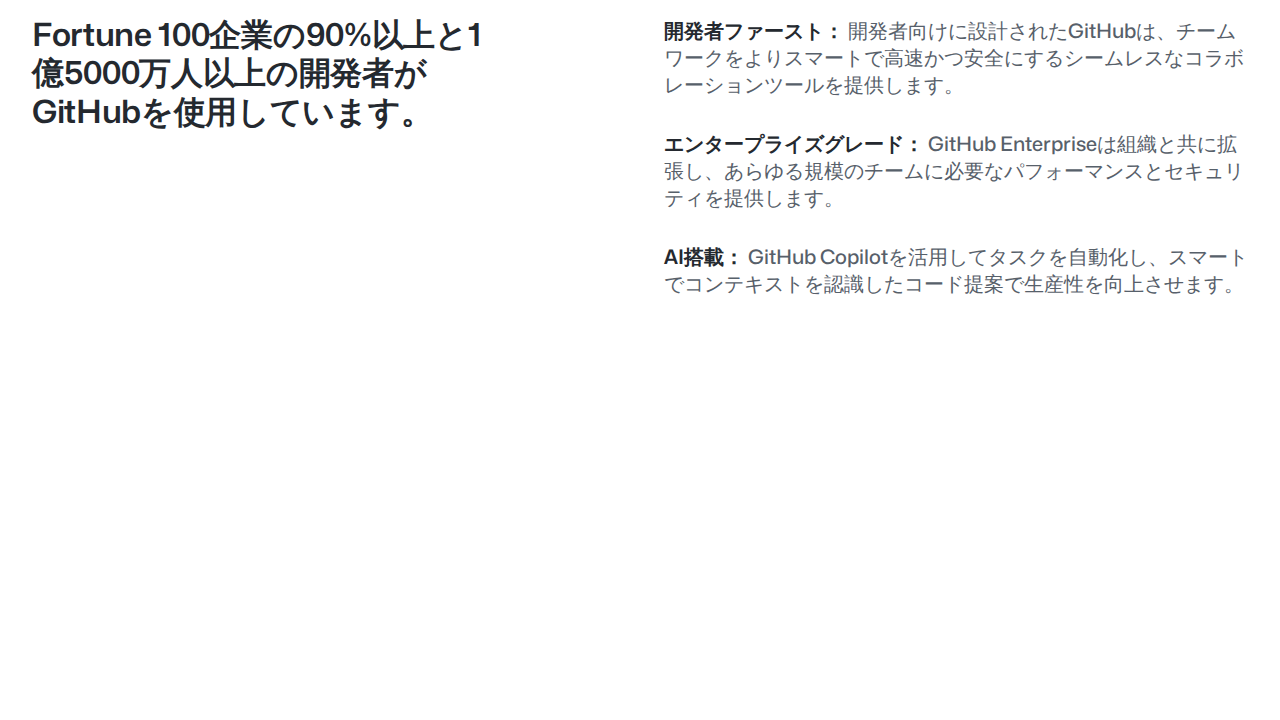 Fortune 100企業の90%以上と1
億5000万人以上の開発者が
GitHubを使用しています。
開発者ファースト： 開発者向けに設計されたGitHubは、チーム
ワークをよりスマートで高速かつ安全にするシームレスなコラボ
レーションツールを提供します。
エンタープライズグレード： GitHub Enterpriseは組織と共に拡
張し、あらゆる規模のチームに必要なパフォーマンスとセキュリ
ティを提供します。
AI搭載： GitHub Copilotを活用してタスクを自動化し、スマート
でコンテキストを認識したコード提案で生産性を向上させます。